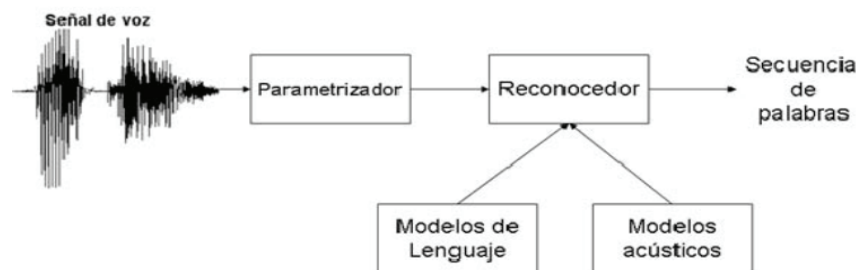 Señal de voz
Parametrizador
Reconocedor
Secuencia
de
palabras
Modelos de
Lenguaje
Modelos
acústicos